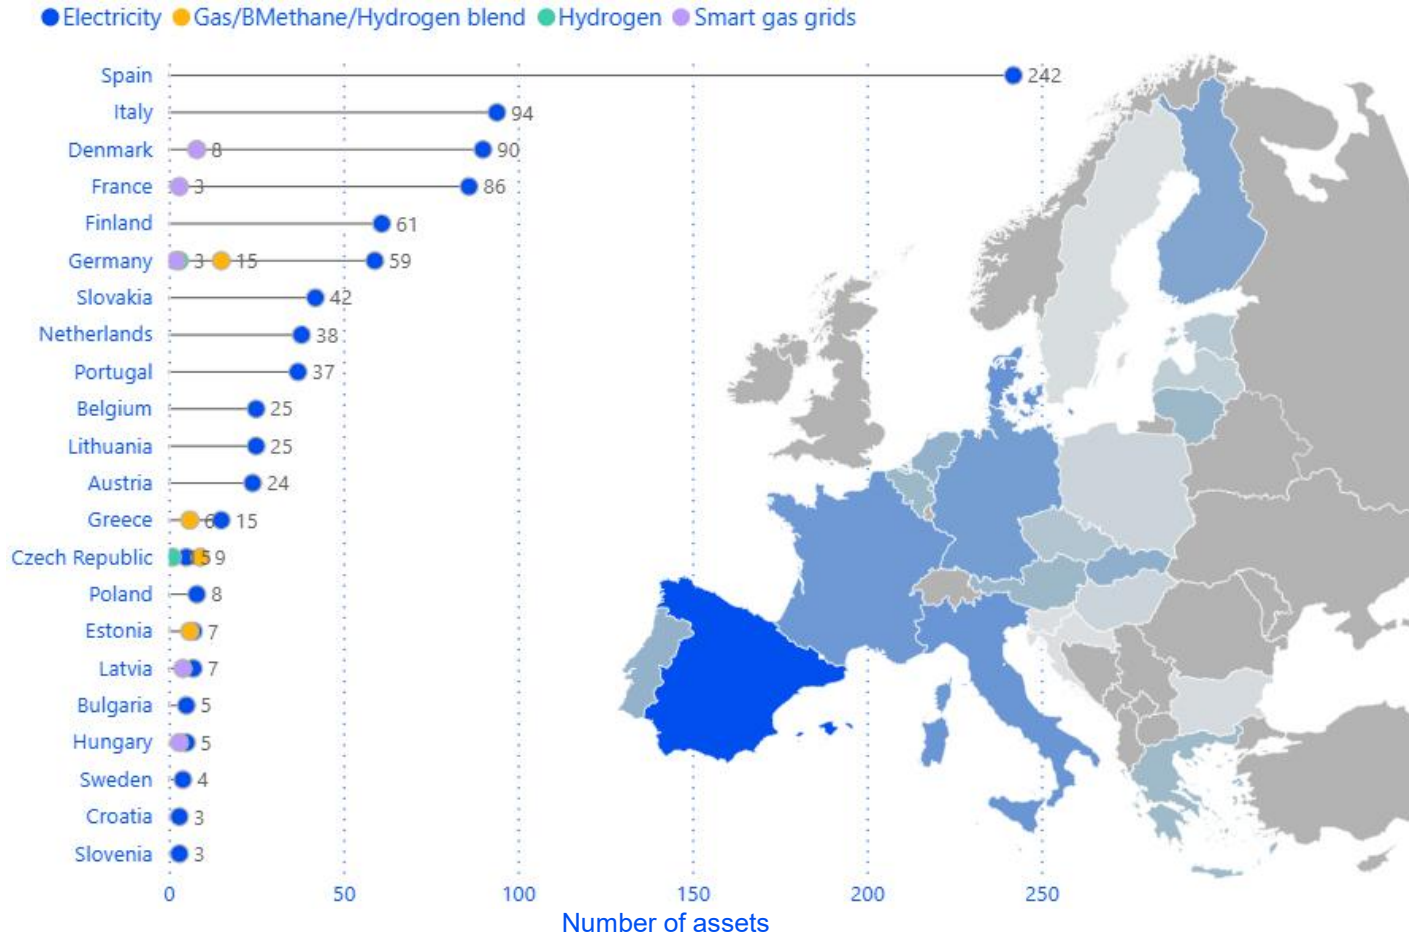 Electricity Gas/BMethane/Hydrogen blend Hydrogen Smart gas grids
Spain 242
Italy 94
Denmark 8 90
France 3 86
Finland 61
Germany 3 15 59
Slovakia 42
Netherlands 38
Portugal 37
Belgium 25
Lithuania 25
Austria 24
Greece 6 15
Czech Republic 5 9
Poland 8
Estonia 7
Latvia 7
Bulgaria 5
Hungary 5
Sweden 4
Croatia 3
Slovenia 3
0 50 100 150 200 250
Number of assets